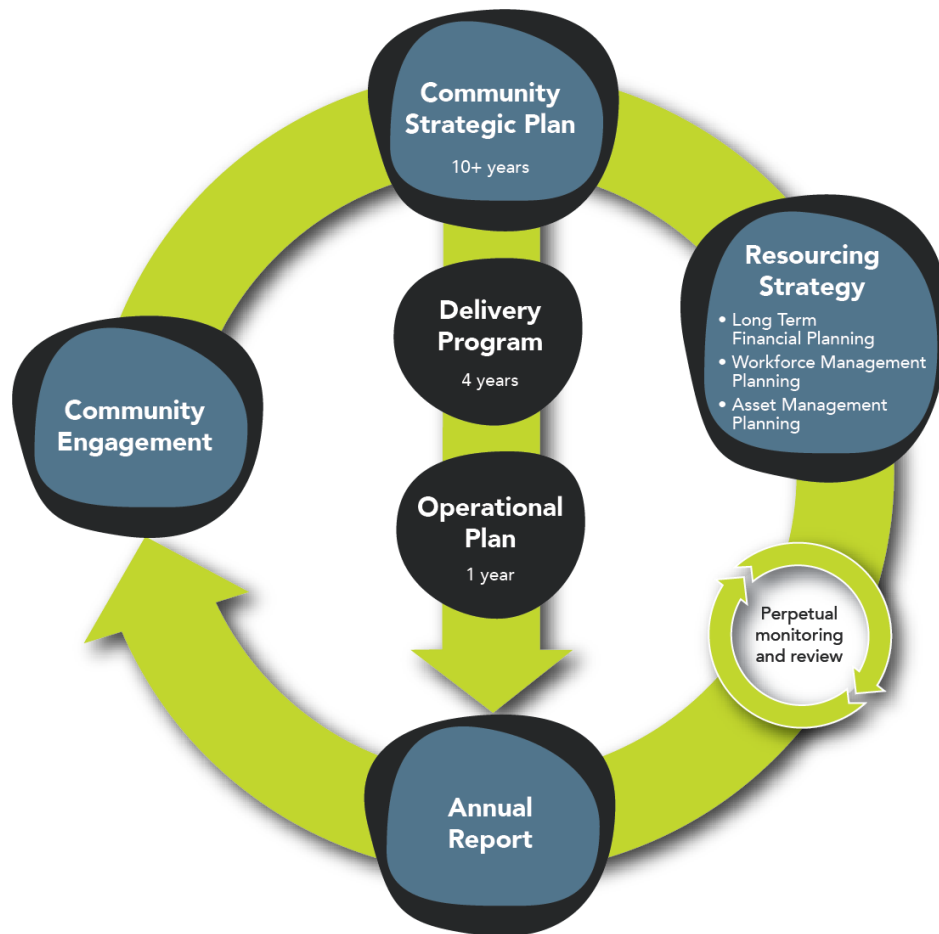 Community
Strategic Plan
10+ years
Resourcing
Strategy
• Long Term
Financial Planning
• Workforce Management
Planning
• Asset Management
Planning
Delivery
Program
4 years
Community
Engagement
Operational
Plan
1 year
Perpetual
monitoring
and review
Annual
Report